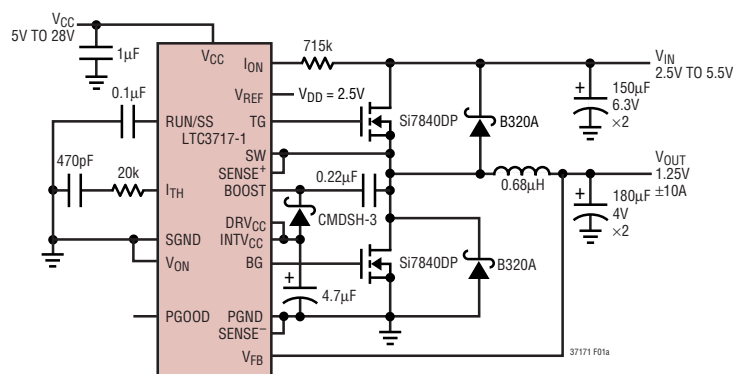 VCC
5V TO 28V
1µF
VCC
ION
715k
VIN
2.5V TO 5.5V
0.1µF
VREF
VDD = 2.5V
150µF
6.3V
×2
RUN/SS
TG
Si7840DP
B320A
LTC3717-1
470pF
20k
SW
SENSE+
0.22µF
VOUT
1.25V
±10A
ITH
BOOST
0.68µH
180µF
4V
×2
CMDSH-3
DRVCC
SGND
INTVCC
VON
BG
Si7840DP
B320A
4.7µF
PGOOD
PGND
SENSE–
VFB
37171 F01a
+
+
+